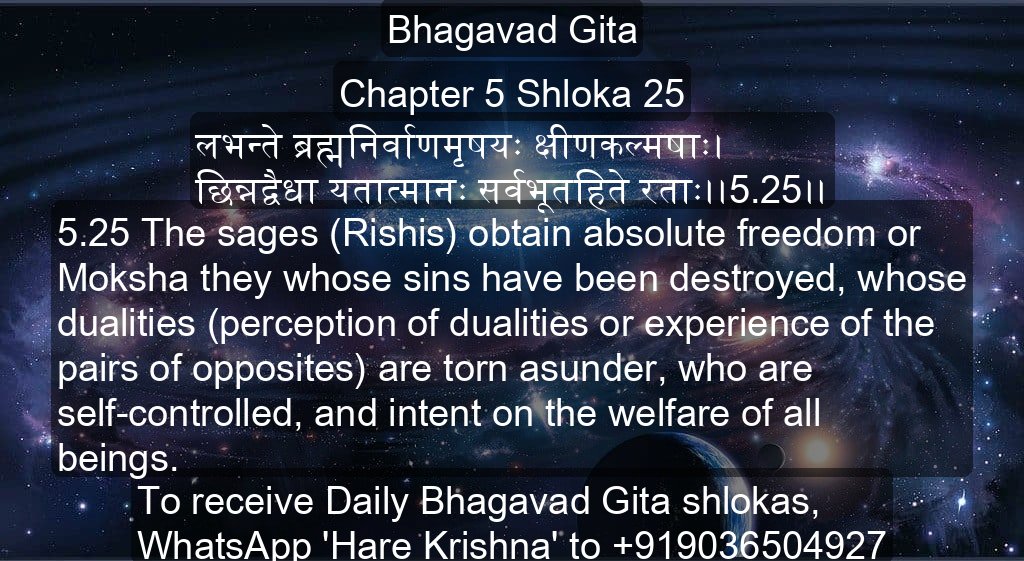 Bhagavad Gita
Chapter 5 Shloka 25
लभन्ते ब्रह्मनिर्वाणमृषयः क्षीणकल्मषाः।
छिन्नद्वैधा यतात्मानः सर्वभूतहिते रताः।।5.25।।
5.25 The sages (Rishis) obtain absolute freedom or
Moksha they whose sins have been destroyed, whose
dualities (perception of dualities or experience of the
pairs of opposites) are torn asunder, who are
self-controlled, and intent on the welfare of all
beings.
To receive Daily Bhagavad Gita shlokas,
WhatsApp 'Hare Krishna' to +919036504927